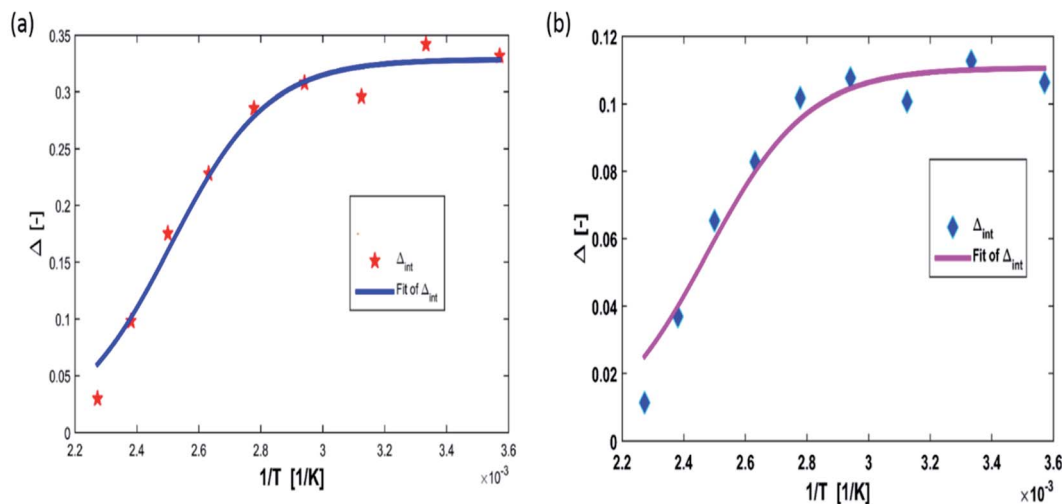 (a)
0.35
0.3
0.25
0.2
0.15
0.1
0.05
0
Δ [-]
Δint
Fit of Δint
2.2 2.4 2.6 2.8 3 3.2 3.4 3.6
1/T [1/K]
×10-3
(b)
0.12
0.1
0.08
0.06
0.04
0.02
0
Δ [-]
Δint
Fit of Δint
2.2 2.4 2.6 2.8 3 3.2 3.4 3.6
1/T [1/K]
×10-3